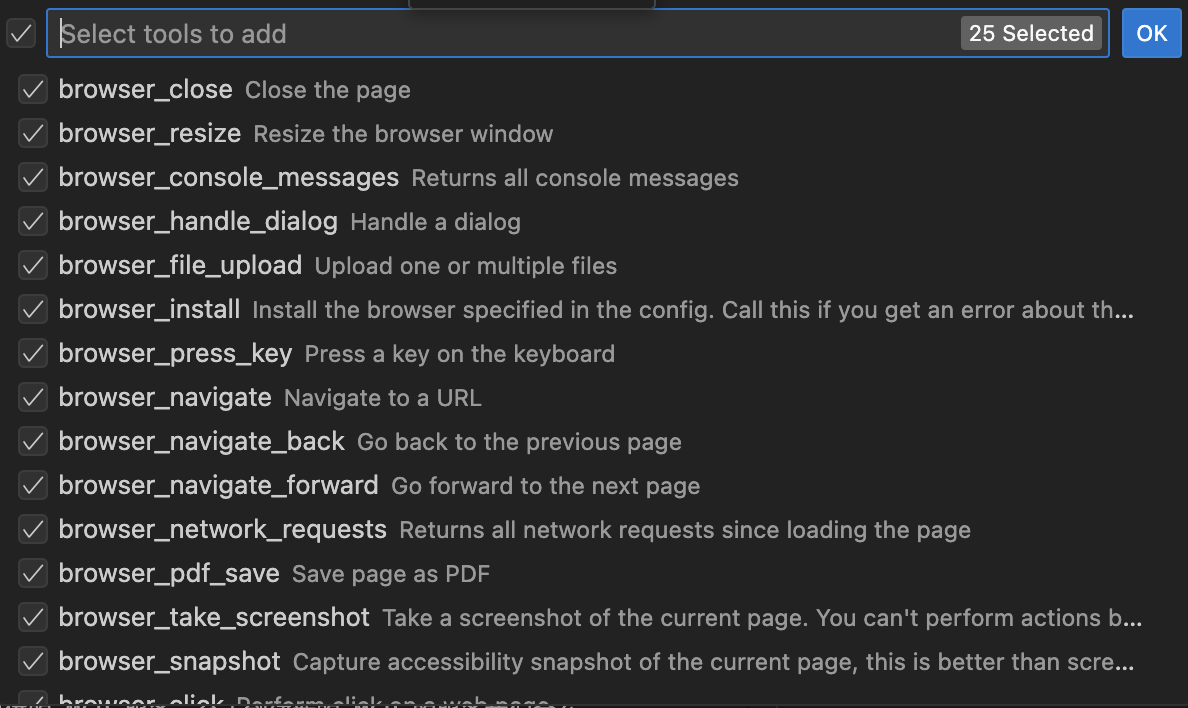 Select tools to add 25 Selected OK
browser_close Close the page
browser_resize Resize the browser window
browser_console_messages Returns all console messages
browser_handle_dialog Handle a dialog
browser_file_upload Upload one or multiple files
browser_install Install the browser specified in the config. Call this if you get an error about th...
browser_press_key Press a key on the keyboard
browser_navigate Navigate to a URL
browser_navigate_back Go back to the previous page
browser_navigate_forward Go forward to the next page
browser_network_requests Returns all network requests since loading the page
browser_pdf_save Save page as PDF
browser_take_screenshot Take a screenshot of the current page. You can't perform actions b...
browser_snapshot Capture accessibility snapshot of the current page, this is better than scre...
browser_click Perform click on a web page